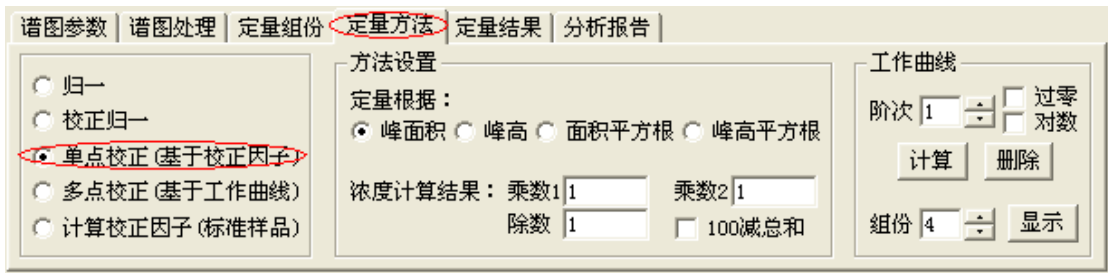 谱图参数 谱图处理 定量组份 定量方法 定量结果 分析报告
归一
校正归一
单点校正(基于校正因子)
多点校正(基于工作曲线)
计算校正因子(标准样品)
方法设置
定量根据：
峰面积 峰高 面积平方根 峰高平方根
浓度计算结果： 乘数1 1 乘数2 1
除数 1 100减总和
工作曲线
阶次 1 过零
对数
计算 删除
组份 4 显示